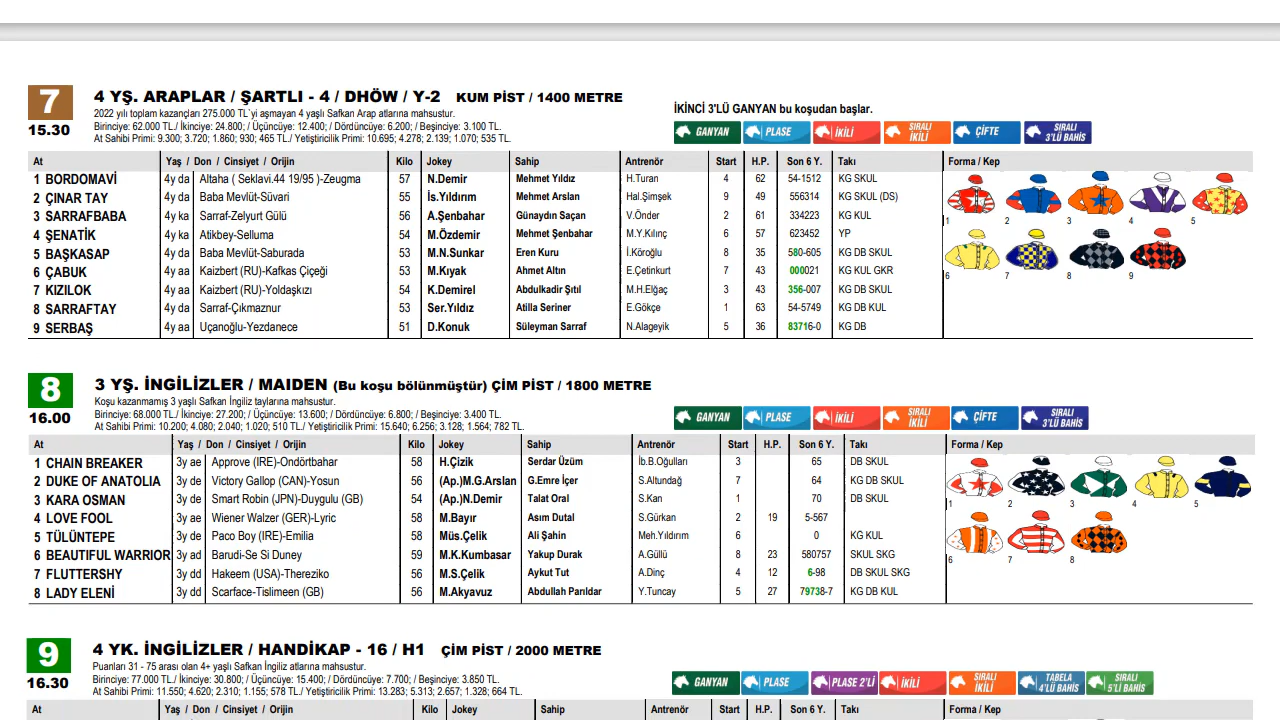 7
15.30
4 YŞ. ARAPLAR / ŞARTLI - 4 / DHÖW / Y-2 KUM PİST / 1400 METRE
2022 yılı toplam kazançları 275.000 TL'yi aşmayan 4 yaşlı Safkan Arap atlarına mahsustur.
Birinciye: 62.000 TL./ İkinciye: 24.800; / Üçüncüye: 12.400; / Dördüncüye: 6.200; / Beşinciye: 3.100 TL.
At Sahibi Primi: 9.300; 3.720; 1.860; 930; 465 TL./ Yetiştiricilik Primi: 10.695; 4.278; 2.139; 1.070; 535 TL.
İKİNCİ 3'LÜ GANYAN bu koşudan başlar.
GANYAN PLASE İKİLİ SIRALI İKİLİ ÇİFTE SIRALI 3'LÜ BAHİS
At Yaş / Don / Cinsiyet / Orijin Kilo Jokey Sahip Antrenör Start H.P. Son 6 Y. Takı Forma / Kep
1 BORDOMAVİ 4y da Altaha ( Seklavi.44 19/95 )-Zeugma 57 N.Demir Mehmet Yıldız H.Turan 4 62 54-1512 KG SKUL
2 ÇINAR TAY 4y da Baba Mevlüt-Süvari 55 İs.Yıldırım Mehmet Arslan Hal.Şimşek 9 49 556314 KG SKUL (DS)
3 SARRAFBABA 4y ka Sarraf-Zelyurt Gülü 56 A.Şenbahar Günaydın Saçan V.Önder 2 61 334223 KG KUL
4 ŞENATİK 4y ka Atikbey-Selluma 54 M.Özdemir Mehmet Şenbahar M.Y.Kılınç 6 57 623452 YP
5 BAŞKASAP 4y da Baba Mevlüt-Saburada 53 M.N.Sunkar Eren Kuru İ.Köroğlu 8 35 580-605 KG DB SKUL
6 ÇABUK 4y aa Kaizbert (RU)-Kafkas Çiçeği 53 M.Kıyak Ahmet Altın E.Çetinkurt 7 43 000021 KG KUL GKR
7 KIZILOK 4y aa Kaizbert (RU)-Yoldaşkızı 54 K.Demirel Abdulkadir Şıtıl M.H.Elğaç 3 43 356-007 KG DB SKUL
8 SARRAFTAY 4y da Sarraf-Çıkmaznur 53 Ser.Yıldız Atilla Seriner E.Gökçe 1 63 54-5749 KG DB KUL
9 SERBAŞ 4y aa Uçanoğlu-Yezdanece 51 D.Konuk Süleyman Sarraf N.Alageyik 5 36 83716-0 KG DB
1 2 3 4 5
6 7 8 9
8
16.00
3 YŞ. İNGİLİZLER / MAIDEN (Bu koşu bölünmüştür) ÇİM PİST / 1800 METRE
Koşu kazanmamış 3 yaşlı Safkan İngiliz taylarına mahsustur.
Birinciye: 68.000 TL./ İkinciye: 27.200; / Üçüncüye: 13.600; / Dördüncüye: 6.800; / Beşinciye: 3.400 TL.
At Sahibi Primi: 10.200; 4.080; 2.040; 1.020; 510 TL./ Yetiştiricilik Primi: 15.640; 6.256; 3.128; 1.564; 782 TL.
GANYAN PLASE İKİLİ SIRALI İKİLİ ÇİFTE SIRALI 3'LÜ BAHİS
At Yaş / Don / Cinsiyet / Orijin Kilo Jokey Sahip Antrenör Start H.P. Son 6 Y. Takı Forma / Kep
1 CHAIN BREAKER 3y ae Approve (IRE)-Ondörtbahar 58 H.Çizik Serdar Üzüm İb.B.Oğulları 3 65 DB SKUL
2 DUKE OF ANATOLIA 3y de Victory Gallop (CAN)-Yosun 56 (Ap.)M.G.Arslan G.Emre İçer S.Altundağ 7 64 KG DB SKUL
3 KARA OSMAN 3y de Smart Robin (JPN)-Duygulu (GB) 54 (Ap.)N.Demir Talat Oral S.Kan 1 70 DB SKUL
4 LOVE FOOL 3y ae Wiener Walzer (GER)-Lyric 58 M.Bayır Asım Dutal S.Gürkan 2 19 5-567
5 TÜLÜNTEPE 3y de Paco Boy (IRE)-Emilia 58 Müs.Çelik Ali Şahin Meh.Yıldırım 6 0 KG KUL
6 BEAUTIFUL WARRIOR 3y ad Barudi-Se Si Duney 59 M.K.Kumbasar Yakup Durak A.Güllü 8 23 580757 SKUL SKG
7 FLUTTERSHY 3y dd Hakeem (USA)-Thereziko 56 M.S.Çelik Aykut Tut A.Dinç 4 12 6-98 DB SKUL SKG
8 LADY ELENİ 3y dd Scarface-Tislimeen (GB) 56 M.Akyavuz Abdullah Parıldar Y.Tuncay 5 27 79738-7 KG DB KUL
1 2 3 4 5
6 7 8
9
16.30
4 YK. İNGİLİZLER / HANDİKAP - 16 / H1 ÇİM PİST / 2000 METRE
Puanları 31 - 75 arası olan 4+ yaşlı Safkan İngiliz atlarına mahsustur.
Birinciye: 77.000 TL./ İkinciye: 30.800; / Üçüncüye: 15.400; / Dördüncüye: 7.700; / Beşinciye: 3.850 TL.
At Sahibi Primi: 11.550; 4.620; 2.310; 1.155; 578 TL./ Yetiştiricilik Primi: 13.283; 5.313; 2.657; 1.328; 664 TL.
GANYAN PLASE PLASE 2'Lİ İKİLİ SIRALI İKİLİ TABELA 4'LÜ BAHİS SIRALI 5'Lİ BAHİS
At Yaş / Don / Cinsiyet / Orijin Kilo Jokey Sahip Antrenör Start H.P. Son 6 Y. Takı Forma / Kep